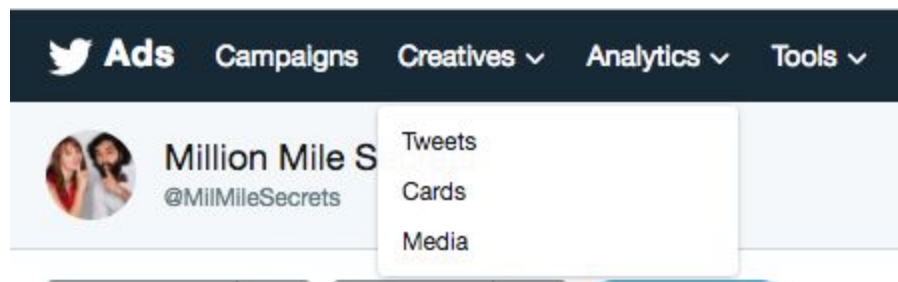 Ads Campaigns Creatives Analytics Tools
Tweets
Million Mile S
Cards
@MilMileSecrets
Media